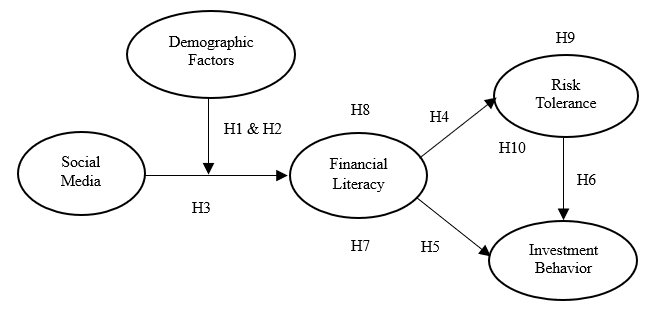 Demographic
Factors
H9
Risk
Tolerance
H8
H4
H1 & H2
H10
Social
Media
Financial
Literacy
H6
H3
H7
H5
Investment
Behavior